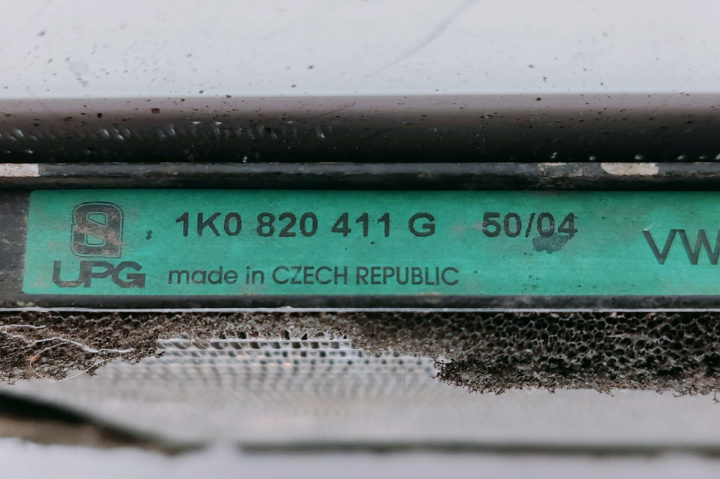 1K0 820 411 G 50/04
VW
UPG made in CZECH REPUBLIC